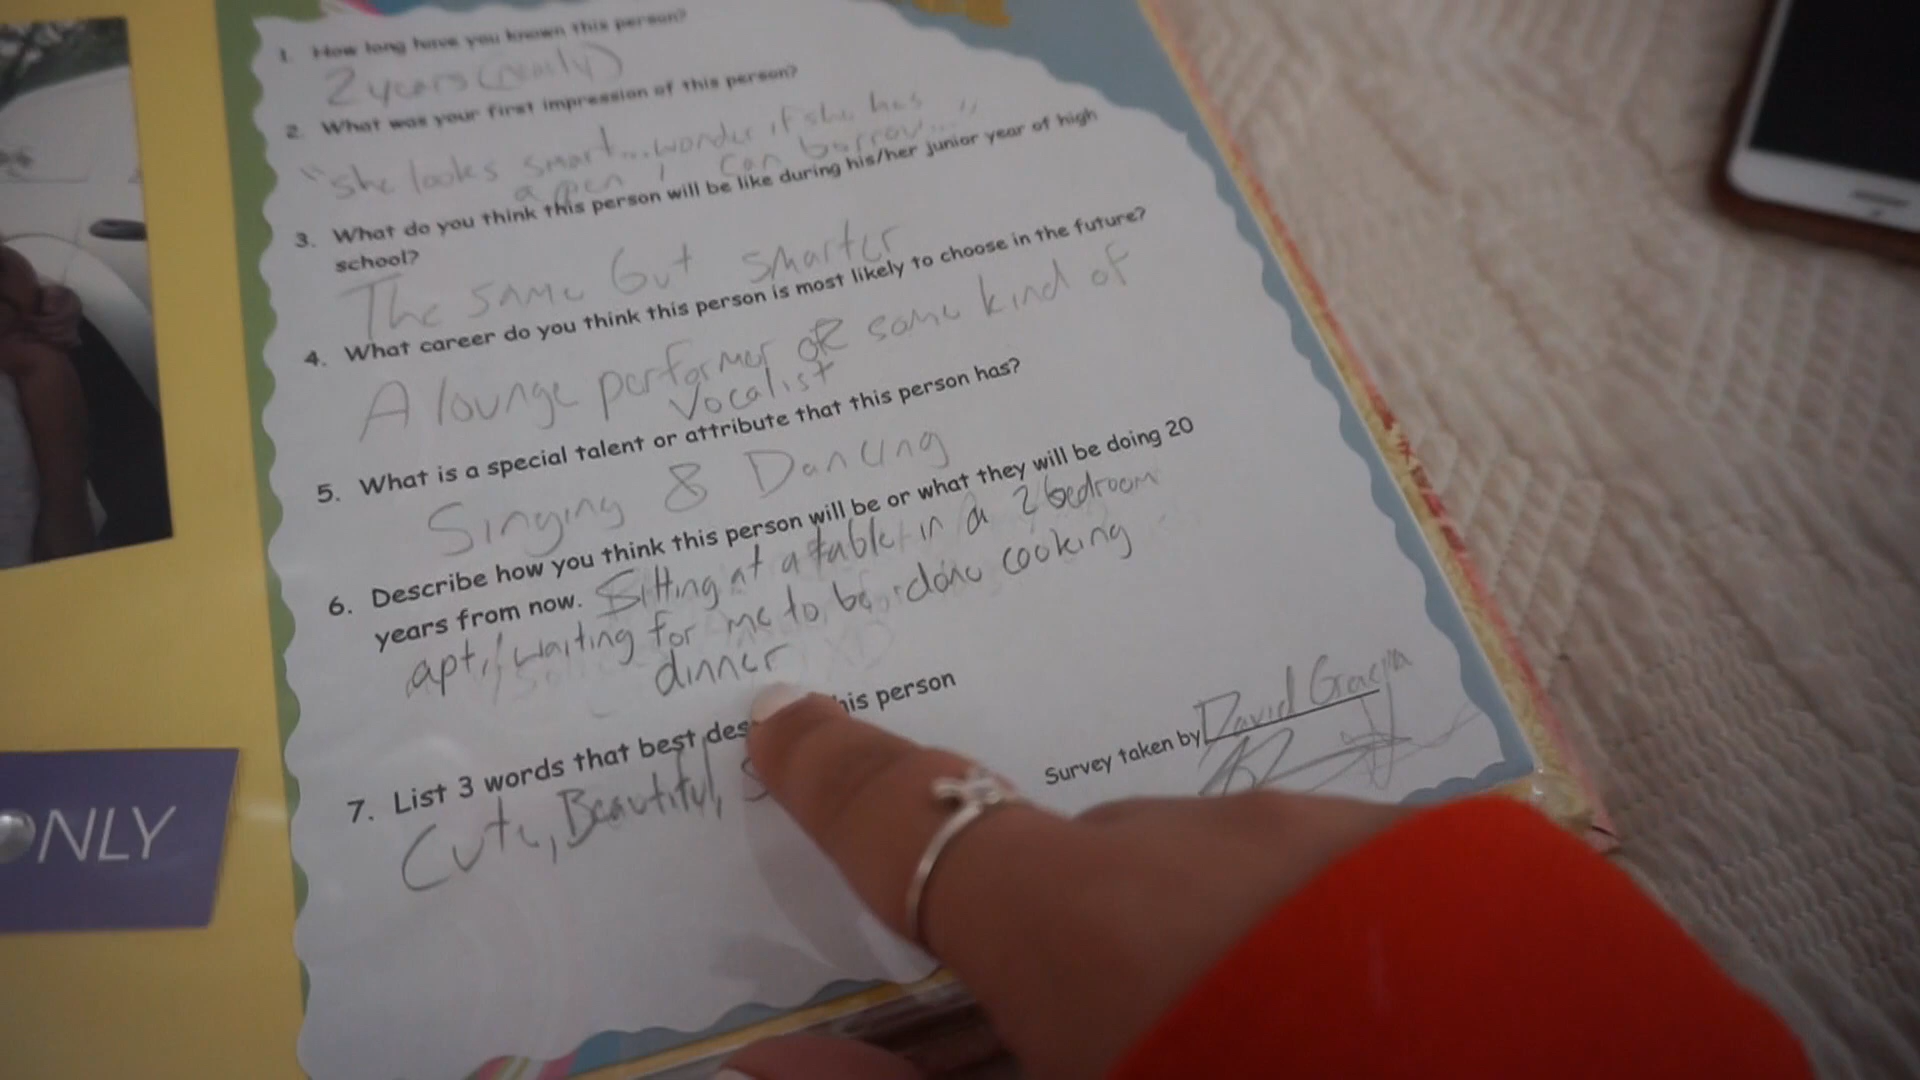 1. How long have you known this person?
2 years (nearly)
2. What was your first impression of this person?
"she looks smart...wonder if she has
a pen I can borrow..."
3. What do you think this person will be like during his/her junior year of high
school?
The same but smarter
4. What career do you think this person is most likely to choose in the future?
A lounge performer OR some kind of
vocalist
5. What is a special talent or attribute that this person has?
Singing & Dancing
6. Describe how you think this person will be or what they will be doing 20
years from now. Sitting at a table in a 2 bedroom
apt, waiting for me to be done cooking
dinner
7. List 3 words that best des his person
Cute, Beautiful, S
Survey taken by David
ONLY